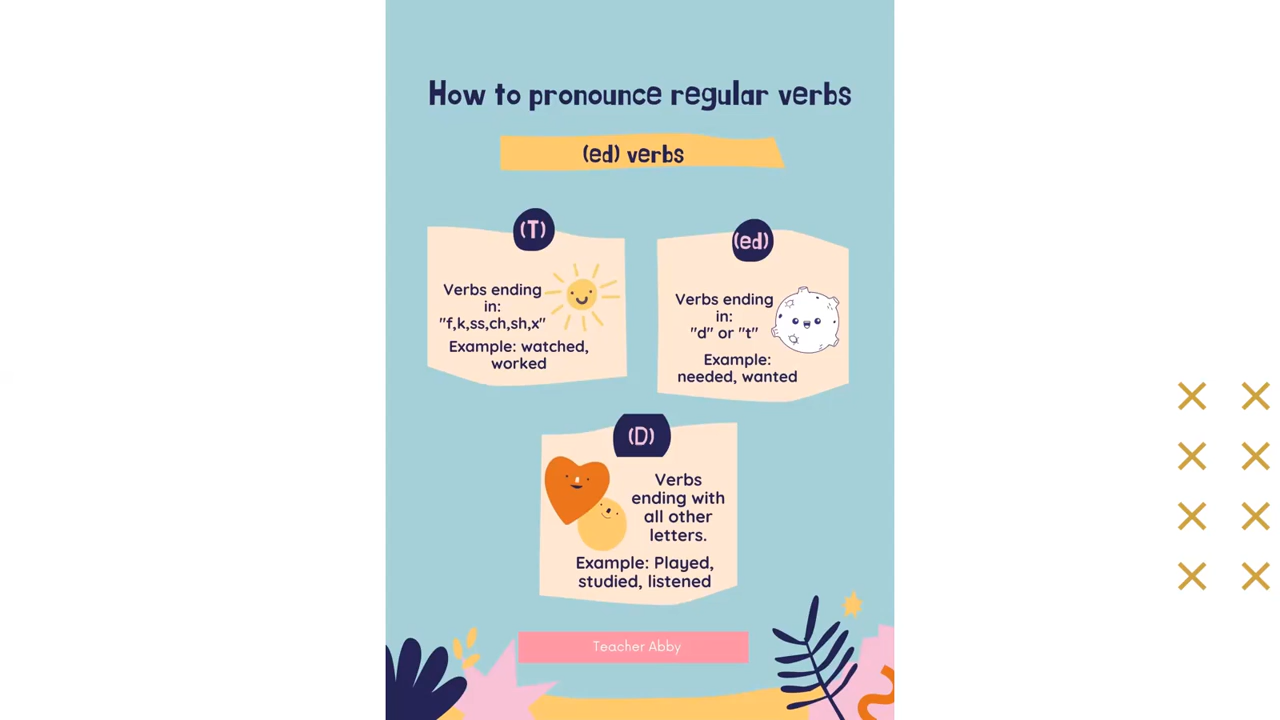 How to pronounce regular verbs
(ed) verbs
(T)
Verbs ending
in:
"f,k,ss,ch,sh,x"
Example: watched,
worked
(ed)
Verbs ending
in:
"d" or "t"
Example:
needed, wanted
(D)
Verbs
ending with
all other
letters.
Example: Played,
studied, listened
Teacher Abby